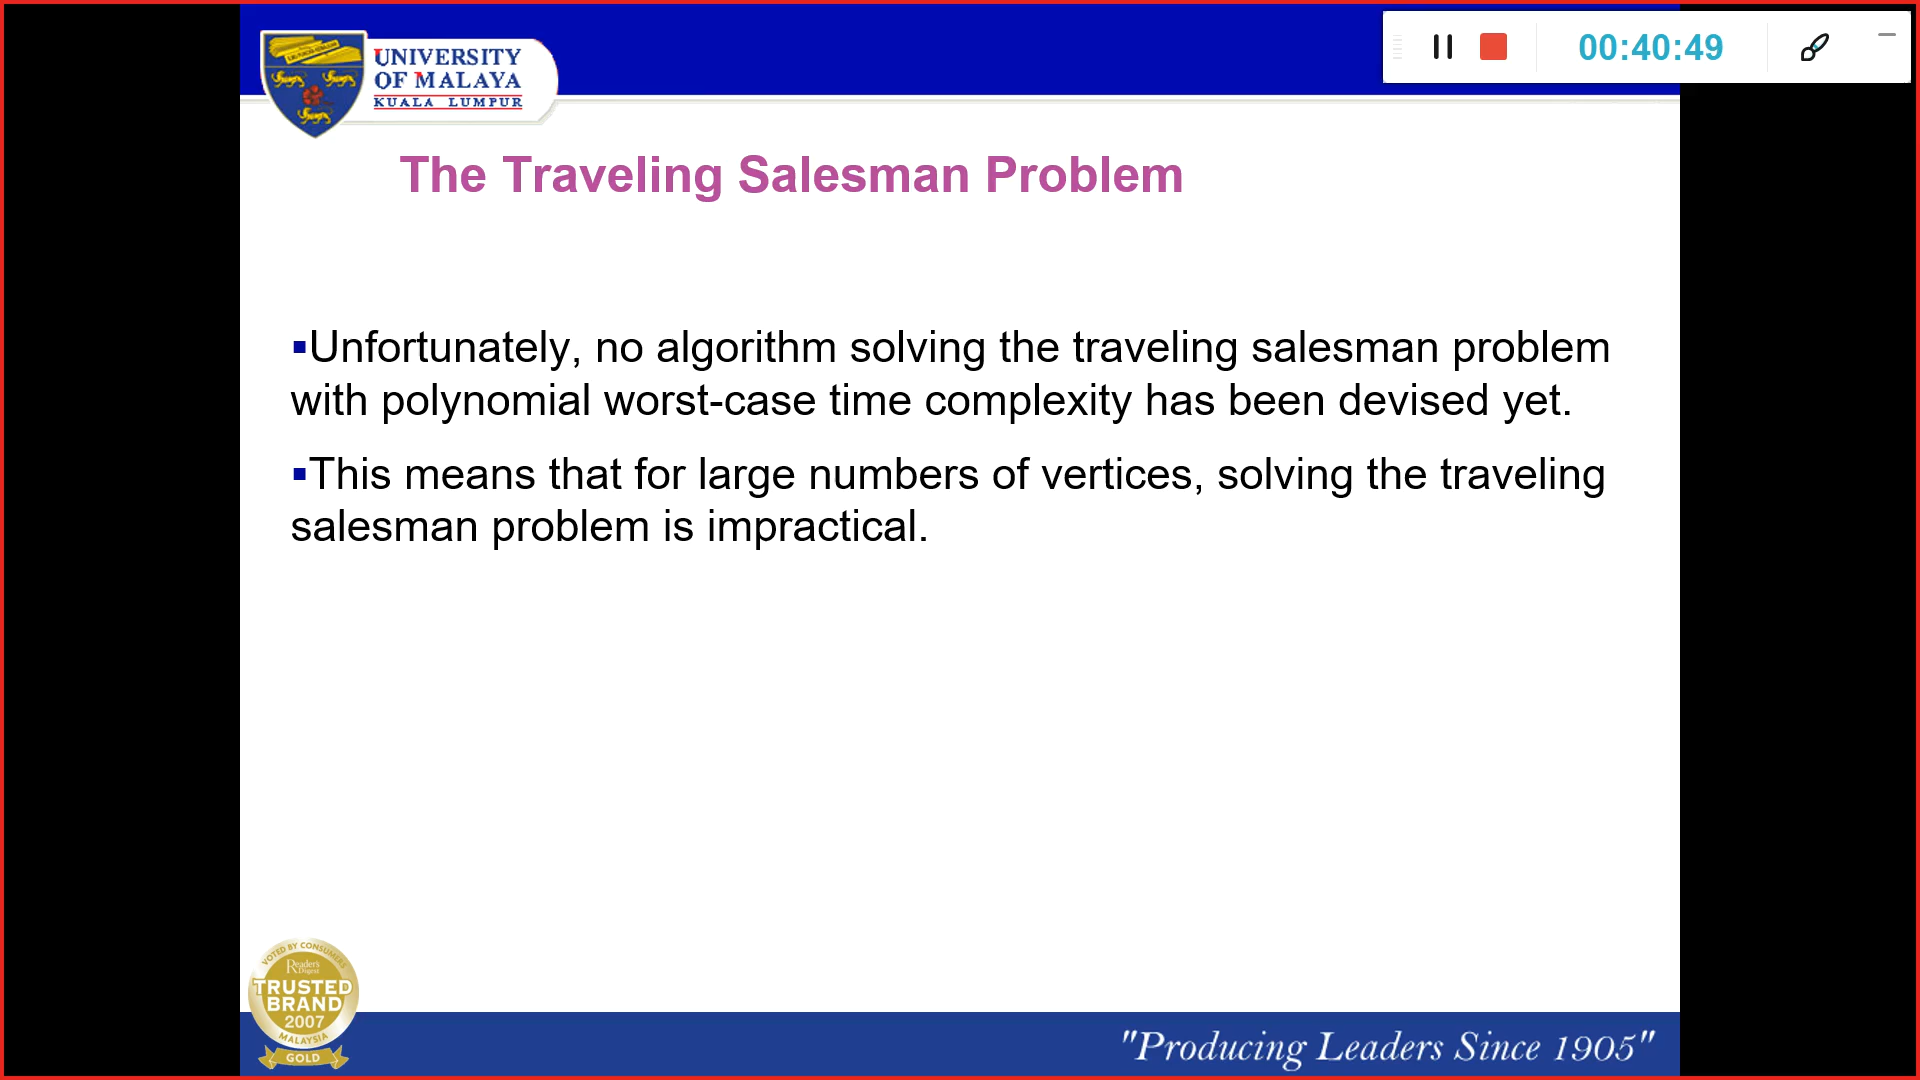 UNIVERSITY
OF MALAYA
KUALA LUMPUR
00:40:49
The Traveling Salesman Problem
▪Unfortunately, no algorithm solving the traveling salesman problem
with polynomial worst-case time complexity has been devised yet.
▪This means that for large numbers of vertices, solving the traveling
salesman problem is impractical.
VOTED BY CONSUMERS
Reader's
Digest
TRUSTED
BRAND
2007
MALAYSIA
GOLD
"Producing Leaders Since 1905"